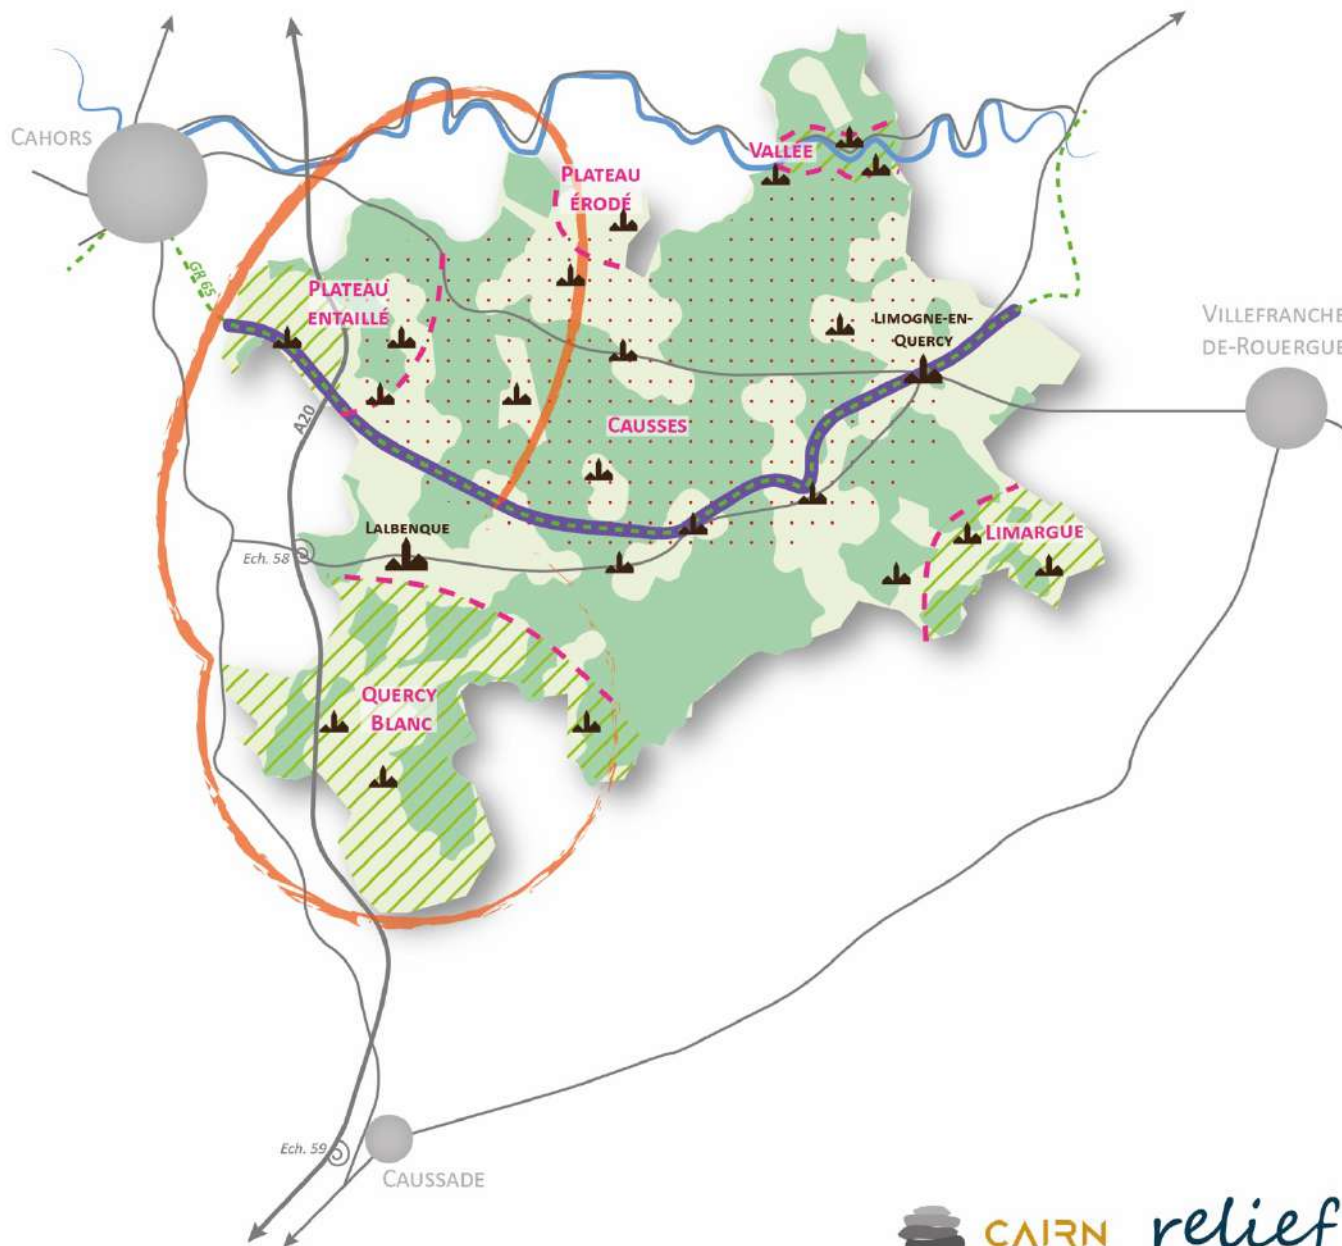 CAHORS
VALLÉE
PLATEAU
ÉRODÉ
GR 65
PLATEAU
ENTAILLÉ
LIMOGNE-EN-
QUERCY
VILLEFRANCHE
DE-ROUERGUE
A20
CAUSSES
LALBENQUE
Ech. 58
LIMARGUE
QUERCY
BLANC
Ech. 59
CAUSSADE
CAIRN
relief